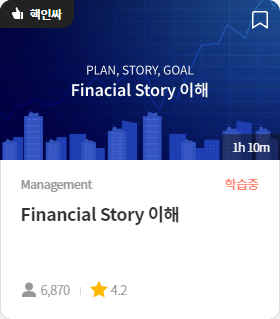 혝인싸
PLAN, STORY, GOAL
Finacial Story 이해
1h 10m
Management
학습중
Financial Story 이해
6,870
4.2